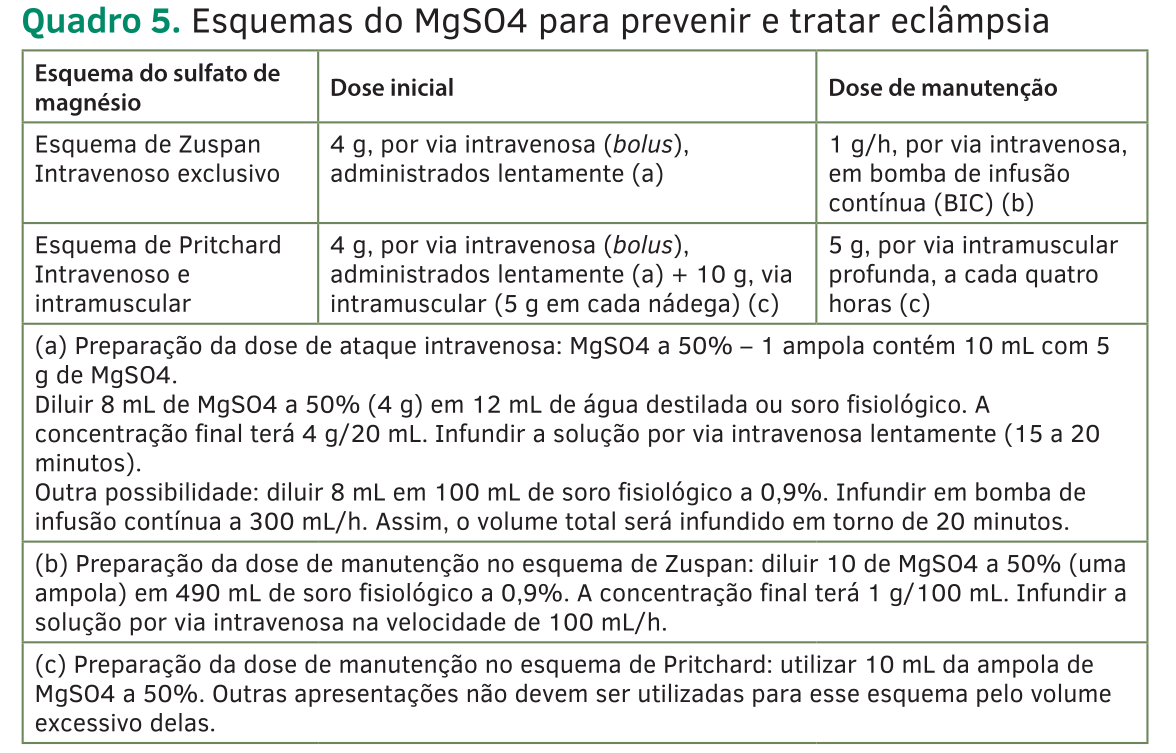 Quadro 5. Esquemas do MgSO4 para prevenir e tratar eclâmpsia
Esquema do sulfato de
magnésio
Dose inicial
Dose de manutenção
Esquema de Zuspan
Intravenoso exclusivo
4 g, por via intravenosa (bolus),
administrados lentamente (a)
1 g/h, por via intravenosa,
em bomba de infusão
contínua (BIC) (b)
Esquema de Pritchard
Intravenoso e
intramuscular
4 g, por via intravenosa (bolus),
administrados lentamente (a) + 10 g, via
intramuscular (5 g em cada nádega) (c)
5 g, por via intramuscular
profunda, a cada quatro
horas (c)
(a) Preparação da dose de ataque intravenosa: MgSO4 a 50% – 1 ampola contém 10 mL com 5
g de MgSO4.
Diluir 8 mL de MgSO4 a 50% (4 g) em 12 mL de água destilada ou soro fisiológico. A
concentração final terá 4 g/20 mL. Infundir a solução por via intravenosa lentamente (15 a 20
minutos).
Outra possibilidade: diluir 8 mL em 100 mL de soro fisiológico a 0,9%. Infundir em bomba de
infusão contínua a 300 mL/h. Assim, o volume total será infundido em torno de 20 minutos.
(b) Preparação da dose de manutenção no esquema de Zuspan: diluir 10 de MgSO4 a 50% (uma
ampola) em 490 mL de soro fisiológico a 0,9%. A concentração final terá 1 g/100 mL. Infundir a
solução por via intravenosa na velocidade de 100 mL/h.
(c) Preparação da dose de manutenção no esquema de Pritchard: utilizar 10 mL da ampola de
MgSO4 a 50%. Outras apresentações não devem ser utilizadas para esse esquema pelo volume
excessivo delas.